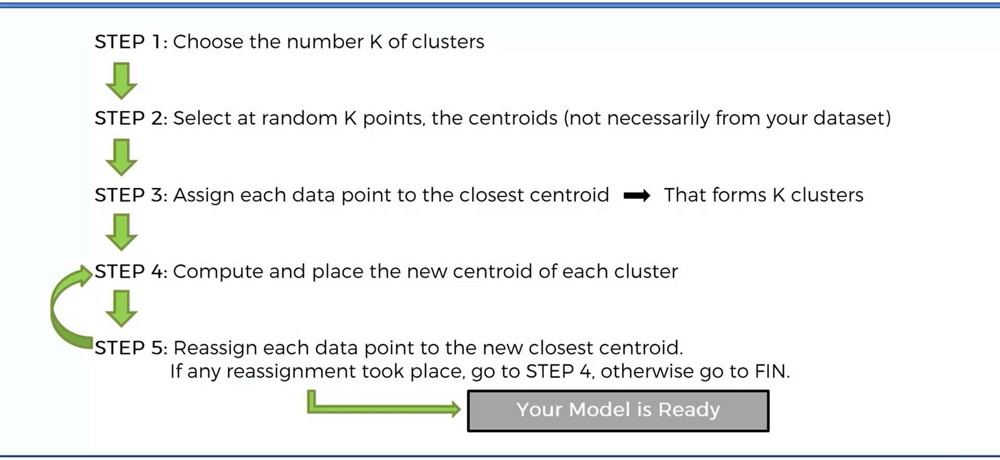 STEP 1: Choose the number K of clusters
STEP 2: Select at random K points, the centroids (not necessarily from your dataset)
STEP 3: Assign each data point to the closest centroid That forms K clusters
STEP 4: Compute and place the new centroid of each cluster
STEP 5: Reassign each data point to the new closest centroid.
If any reassignment took place, go to STEP 4, otherwise go to FIN.
Your Model is Ready